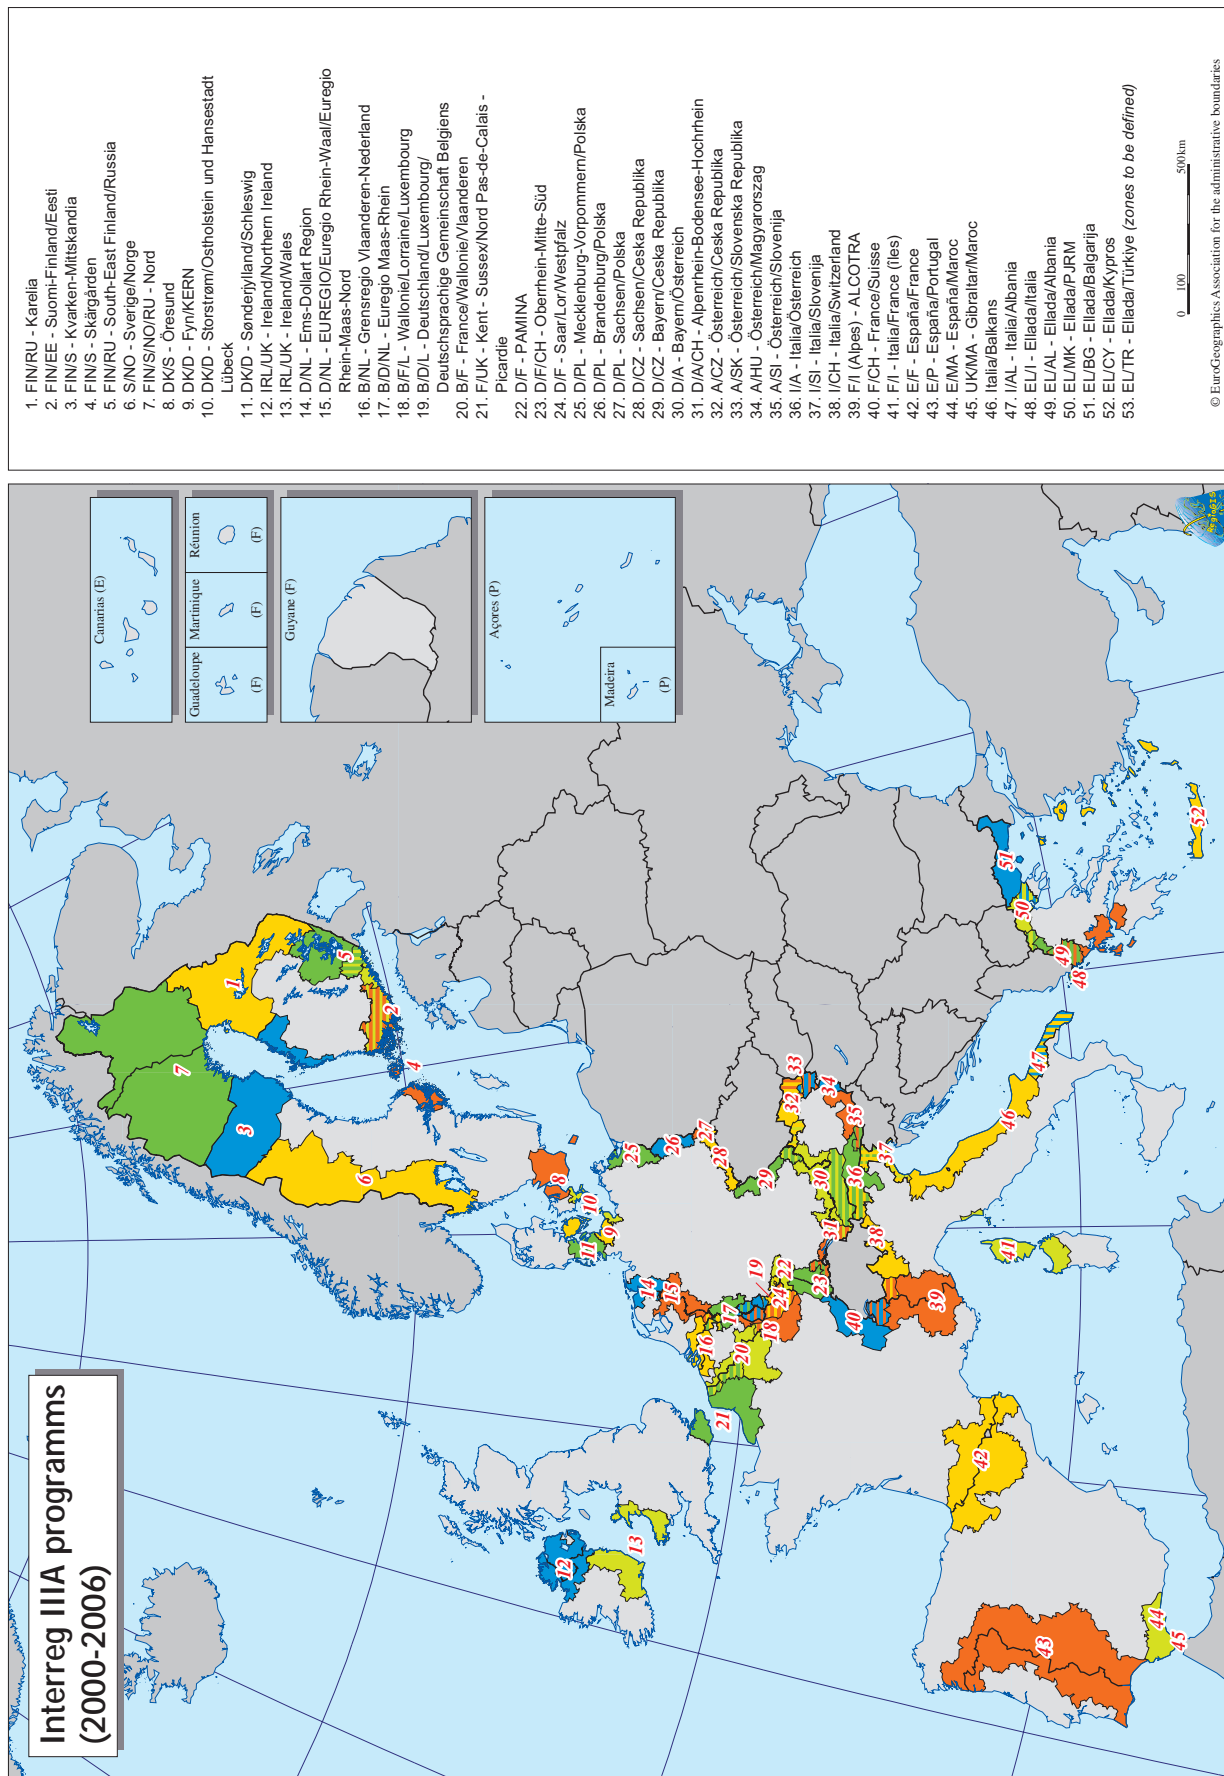 Interreg IIIA programms
(2000-2006)
Canarias (E)
Guadeloupe
Martinique
Réunion
(F)
(F)
(F)
Guyane (F)
Açores (P)
Madeira
(P)
1
2
3
4
5
6
7
8
9
10
11
12
13
14
15
16
17
18
19
20
21
22
23
24
25
26
27
28
29
30
31
32
33
34
35
36
37
38
39
40
41
42
43
44
45
46
47
48
49
50
51
52
1. FIN/RU - Karelia
2. FIN/EE - Suomi-Finland/Eesti
3. FIN/S - Kvarken-Mittskandia
4. FIN/S - Skärgården
5. FIN/RU - South-East Finland/Russia
6. S/NO - Sverige/Norge
7. FIN/S/NO/RU - Nord
8. DK/S - Öresund
9. DK/D - Fyn/KERN
10. DK/D - Storstrøm/Ostholstein und Hansestadt
Lübeck
11. DK/D - Sønderjylland/Schleswig
12. IRL/UK - Ireland/Northern Ireland
13. IRL/UK - Ireland/Wales
14. D/NL - Ems-Dollart Region
15. D/NL - EUREGIO/Euregio Rhein-Waal/Euregio
Rhein-Maas-Nord
16. B/NL - Grensregio Vlaanderen-Nederland
17. B/D/NL - Euregio Maas-Rhein
18. B/F/L - Wallonie/Lorraine/Luxembourg
19. B/D/L - Deutschland/Luxembourg/
Deutschsprachige Gemeinschaft Belgiens
20. B/F - France/Wallonie/Vlaanderen
21. F/UK - Kent - Sussex/Nord Pas-de-Calais -
Picardie
22. D/F - PAMINA
23. D/F/CH - Oberrhein-Mitte-Süd
24. D/F - Saar/Lor/Westpfalz
25. D/PL - Mecklenburg-Vorpommern/Polska
26. D/PL - Brandenburg/Polska
27. D/PL - Sachsen/Polska
28. D/CZ - Sachsen/Ceska Republika
29. D/CZ - Bayern/Ceska Republika
30. D/A - Bayern/Österreich
31. D/A/CH - Alpenrhein-Bodensee-Hochrhein
32. A/CZ - Österreich/Ceska Republika
33. A/SK - Österreich/Slovenska Republika
34. A/HU - Österreich/Magyarorszag
35. A/SI - Österreich/Slovenija
36. I/A - Italia/Österreich
37. I/SI - Italia/Slovenija
38. I/CH - Italia/Switzerland
39. F/I (Alpes) - ALCOTRA
40. F/CH - France/Suisse
41. F/I - Italia/France (îles)
42. E/F - España/France
43. E/P - España/Portugal
44. E/MA - España/Maroc
45. UK/MA - Gibraltar/Maroc
46. Italia/Balkans
47. I/AL - Italia/Albania
48. EL/I - Ellada/Italia
49. EL/AL - Ellada/Albania
50. EL/MK - Ellada/PJRM
51. EL/BG - Ellada/Balgarija
52. EL/CY - Ellada/Kypros
53. EL/TR - Ellada/Türkiye (zones to be defined)
0 100 500km
© EuroGeographics Association for the administrative boundaries